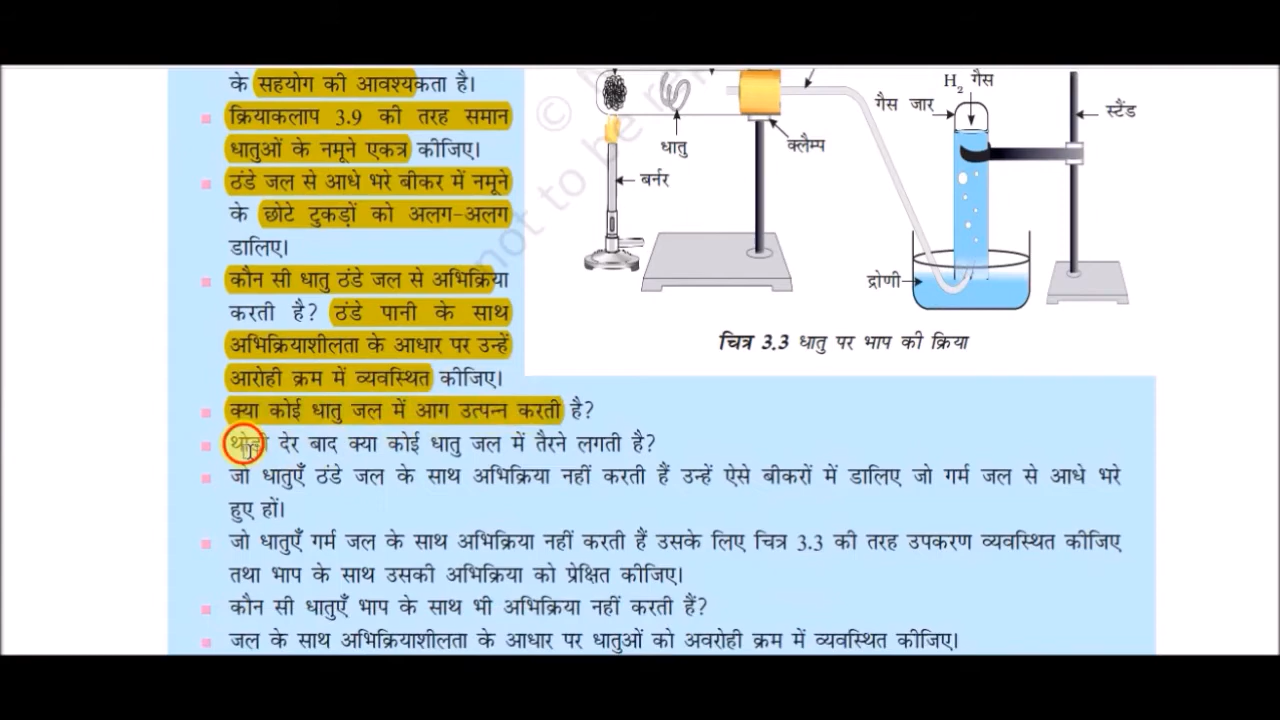 के सहयोग की आवश्यकता है।
क्रियाकलाप 3.9 की तरह समान
धातुओं के नमूने एकत्र कीजिए।
ठंडे जल से आधे भरे बीकर में नमूने
के छोटे टुकड़ों को अलग-अलग
डालिए।
कौन सी धातु ठंडे जल से अभिक्रिया
करती है? ठंडे पानी के साथ
अभिक्रियाशीलता के आधार पर उन्हें
आरोही क्रम में व्यवस्थित कीजिए।
क्या कोई धातु जल में आग उत्पन्न करती है?
थोड़ी देर बाद क्या कोई धातु जल में तैरने लगती है?
जो धातुएँ ठंडे जल के साथ अभिक्रिया नहीं करती हैं उन्हें ऐसे बीकरों में डालिए जो गर्म जल से आधे भरे
हुए हों।
जो धातुएँ गर्म जल के साथ अभिक्रिया नहीं करती हैं उसके लिए चित्र 3.3 की तरह उपकरण व्यवस्थित कीजिए
तथा भाप के साथ उसकी अभिक्रिया को प्रेक्षित कीजिए।
कौन सी धातुएँ भाप के साथ भी अभिक्रिया नहीं करती हैं?
जल के साथ अभिक्रियाशीलता के आधार पर धातुओं को अवरोही क्रम में व्यवस्थित कीजिए।
H₂ गैस
गैस जार
स्टैंड
धातु
क्लैम्प
बर्नर
द्रोणी
चित्र 3.3 धातु पर भाप की क्रिया
© 
not to be r